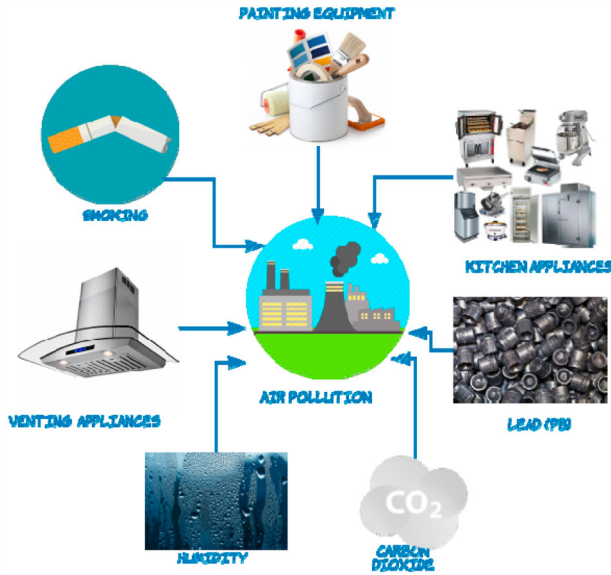 PAINTING EQUIPMENT
SMOKING
KITCHEN APPLIANCES
AIR POLLUTION
VENTING APPLIANCES
LEAD (PB)
CO2
HUMIDITY
CARBON
DIOXIDE